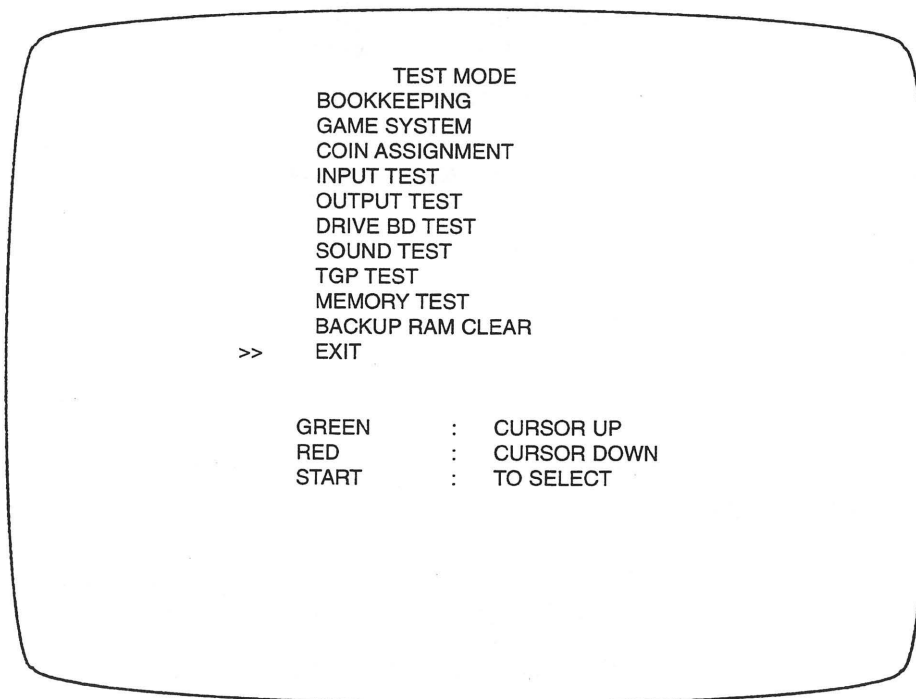 TEST MODE
BOOKKEEPING
GAME SYSTEM
COIN ASSIGNMENT
INPUT TEST
OUTPUT TEST
DRIVE BD TEST
SOUND TEST
TGP TEST
MEMORY TEST
BACKUP RAM CLEAR
>> EXIT
GREEN : CURSOR UP
RED : CURSOR DOWN
START : TO SELECT